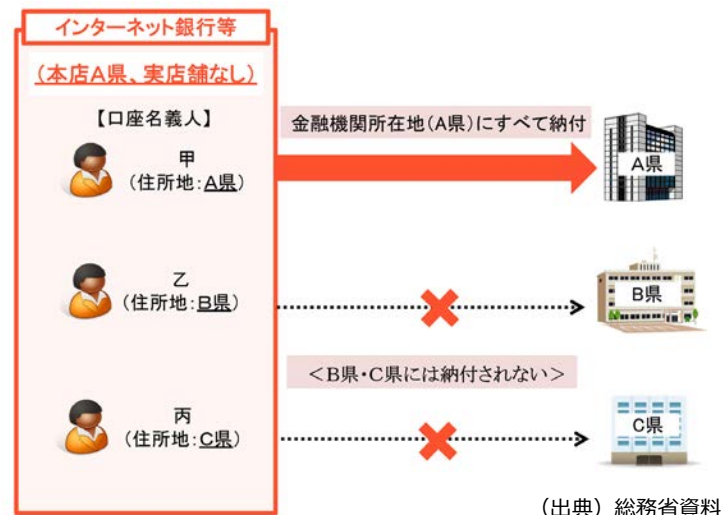 インターネット銀行等
(本店A県、実店舗なし)
【口座名義人】
甲
(住所地:A県)
金融機関所在地(A県)にすべて納付
A県
乙
(住所地:B県)
B県
＜B県・C県には納付されない＞
丙
(住所地:C県)
C県
（出典）総務省資料